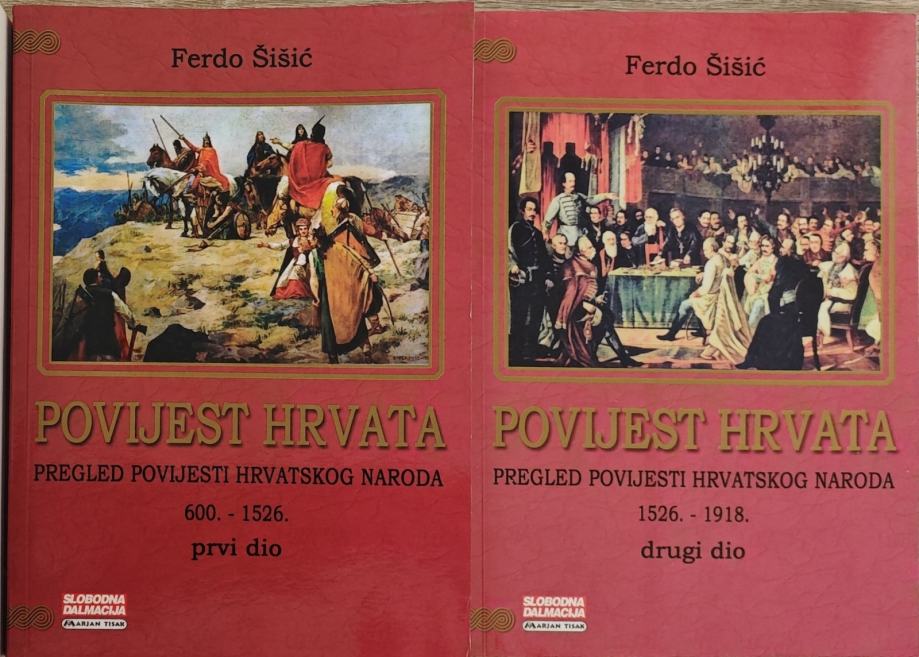 Ferdo Šišić
POVIJEST HRVATA
PREGLED POVIJESTI HRVATSKOG NARODA
600. - 1526.
prvi dio
SLOBODNA
DALMACIJA
MARJAN TISAK
Ferdo Šišić
POVIJEST HRVATA
PREGLED POVIJESTI HRVATSKOG NARODA
1526. - 1918.
drugi dio
SLOBODNA
DALMACIJA
MARJAN TISAK